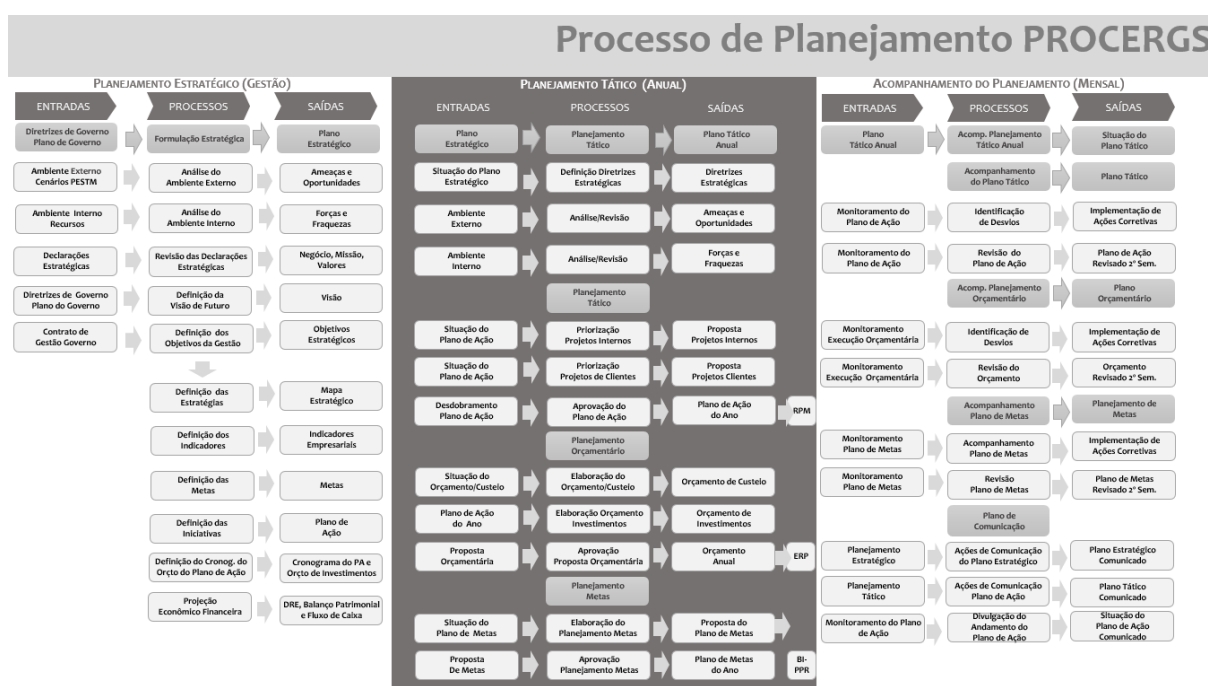 Processo de Planejamento PROCERGS
PLANEJAMENTO ESTRATÉGICO (GESTÃO)
ENTRADAS
PROCESSOS
SAÍDAS
Diretrizes de Governo
Plano de Governo
Formulação Estratégica
Plano
Estratégico
Ambiente Externo
Cenários PESTM
Análise do
Ambiente Externo
Ameaças e
Oportunidades
Ambiente Interno
Recursos
Análise do
Ambiente Interno
Forças e
Fraquezas
Declarações
Estratégicas
Revisão das Declarações
Estratégicas
Negócio, Missão,
Valores
Diretrizes de Governo
Plano do Governo
Definição da
Visão de Futuro
Visão
Contrato de
Gestão Governo
Definição dos
Objetivos da Gestão
Objetivos
Estratégicos
Definição das
Estratégias
Mapa
Estratégico
Definição dos
Indicadores
Indicadores
Empresariais
Definição das
Metas
Metas
Definição das
Iniciativas
Plano de
Ação
Definição do Cronog. do
Orçto do Plano de Ação
Cronograma do PA e
Orçto de Investimentos
Projeção
Econômico Financeira
DRE, Balanço Patrimonial
e Fluxo de Caixa
PLANEJAMENTO TÁTICO (ANUAL)
ENTRADAS
PROCESSOS
SAÍDAS
Plano
Estratégico
Planejamento
Tático
Plano Tático
Anual
Situação do Plano
Estratégico
Definição Diretrizes
Estratégicas
Diretrizes
Estratégicas
Ambiente
Externo
Análise/Revisão
Ameaças e
Oportunidades
Ambiente
Interno
Análise/Revisão
Forças e
Fraquezas
Planejamento
Tático
Situação do
Plano de Ação
Priorização
Projetos Internos
Proposta
Projetos Internos
Situação do
Plano de Ação
Priorização
Projetos de Clientes
Proposta
Projetos Clientes
Desdobramento
Plano de Ação
Aprovação do
Plano de Ação
Plano de Ação
do Ano
RPM
Planejamento
Orçamentário
Situação do
Orçamento/Custeio
Elaboração do
Orçamento/Custeio
Orçamento de Custeio
Plano de Ação
do Ano
Elaboração Orçamento
Investimentos
Orçamento de
Investimentos
Proposta
Orçamentária
Aprovação
Proposta Orçamentária
Orçamento
Anual
ERP
Planejamento
Metas
Situação do
Plano de Metas
Elaboração do
Planejamento Metas
Proposta do
Plano de Metas
Proposta
De Metas
Aprovação
Planejamento Metas
Plano de Metas
do Ano
BI-
PPR
ACOMPANHAMENTO DO PLANEJAMENTO (MENSAL)
ENTRADAS
PROCESSOS
SAÍDAS
Plano
Tático Anual
Acomp. Planejamento
Tático Anual
Situação do
Plano Tático
Acompanhamento
do Plano Tático
Plano Tático
Monitoramento do
Plano de Ação
Identificação
de Desvios
Implementação de
Ações Corretivas
Monitoramento do
Plano de Ação
Revisão do
Plano de Ação
Plano de Ação
Revisado 2º Sem.
Acomp. Planejamento
Orçamentário
Plano
Orçamentário
Monitoramento
Execução Orçamentária
Identificação de
Desvios
Implementação de
Ações Corretivas
Monitoramento
Execução Orçamentária
Revisão do
Orçamento
Orçamento
Revisado 2º Sem.
Acompanhamento
Plano de Metas
Planejamento de
Metas
Monitoramento
Plano de Metas
Acompanhamento
Plano de Metas
Implementação de
Ações Corretivas
Monitoramento
Plano de Metas
Revisão
Plano de Metas
Plano de Metas
Revisado 2º Sem.
Plano de
Comunicação
Planejamento
Estratégico
Ações de Comunicação
do Plano Estratégico
Plano Estratégico
Comunicado
Planejamento
Tático
Ações de Comunicação
Plano de Ação
Plano Tático
Comunicado
Monitoramento do Plano
de Ação
Divulgação do
Andamento do
Plano de Ação
Situação do
Plano de Ação
Comunicado